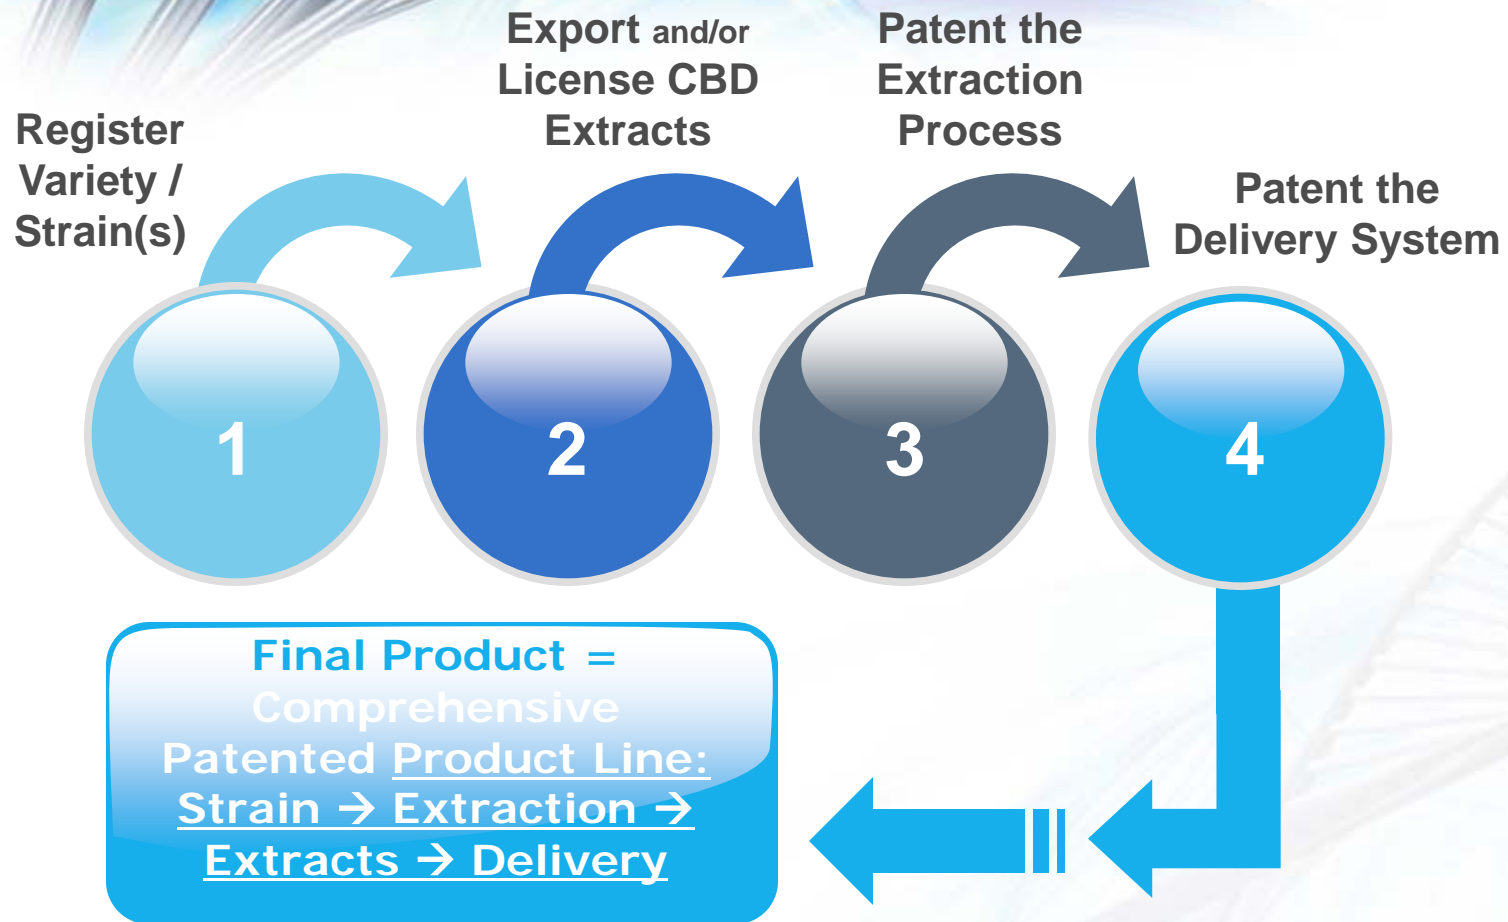 Register
Variety /
Strain(s)
Export and/or
License CBD
Extracts
Patent the
Extraction
Process
Patent the
Delivery System
1
2
3
4
Final Product =
Comprehensive
Patented Product Line:
Strain → Extraction →
Extracts → Delivery